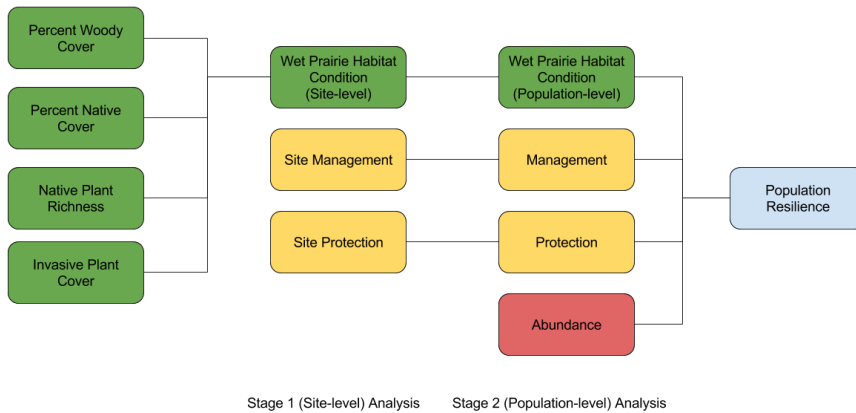 Percent Woody
Cover
Percent Native
Cover
Native Plant
Richness
Invasive Plant
Cover
Wet Prairie Habitat
Condition
(Site-level)
Site Management
Site Protection
Wet Prairie Habitat
Condition
(Population-level)
Management
Protection
Abundance
Population
Resilience
Stage 1 (Site-level) Analysis
Stage 2 (Population-level) Analysis